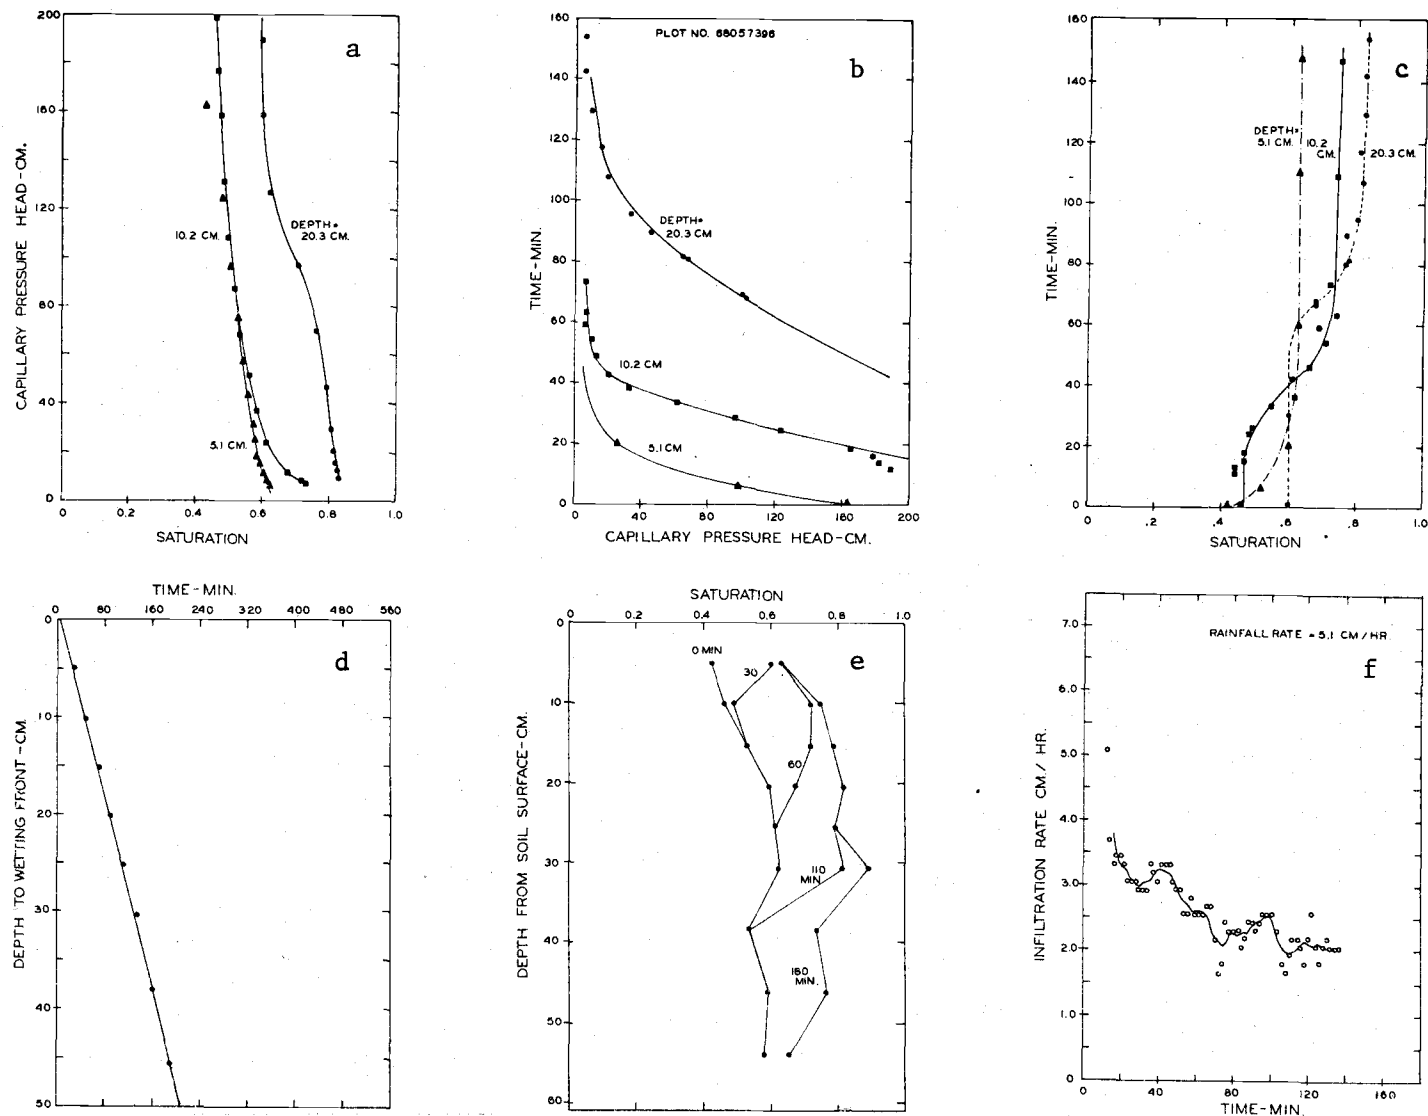 a
200
160
120
80
40
0
CAPILLARY PRESSURE HEAD-CM.
10.2 CM.
DEPTH=
20.3 CM.
5.1 CM.
0
0.2
0.4
0.6
0.8
1.0
SATURATION
b
PLOT NO. 68057396
160
140
120
100
80
60
40
20
0
TIME-MIN.
DEPTH=
20.3 CM
10.2 CM
5.1 CM
0
40
80
120
160
200
CAPILLARY PRESSURE HEAD-CM.
c
160
140
120
100
80
60
40
20
0
TIME-MIN.
DEPTH=
5.1 CM.
10.2
CM.
20.3 CM.
0
.2
.4
.6
.8
1.0
SATURATION
d
TIME-MIN.
0
80
160
240
320
400
480
560
0
10
20
30
40
50
DEPTH TO WETTING FRONT-CM.
e
SATURATION
0
0.2
0.4
0.6
0.8
1.0
0
10
20
30
40
50
60
DEPTH FROM SOIL SURFACE-CM.
0 MIN
30
60
110
MIN.
160
MIN.
f
RAINFALL RATE = 5.1 CM/HR.
7.0
6.0
5.0
4.0
3.0
2.0
1.0
0
INFILTRATION RATE CM./HR.
0
40
80
120
160
TIME-MIN.